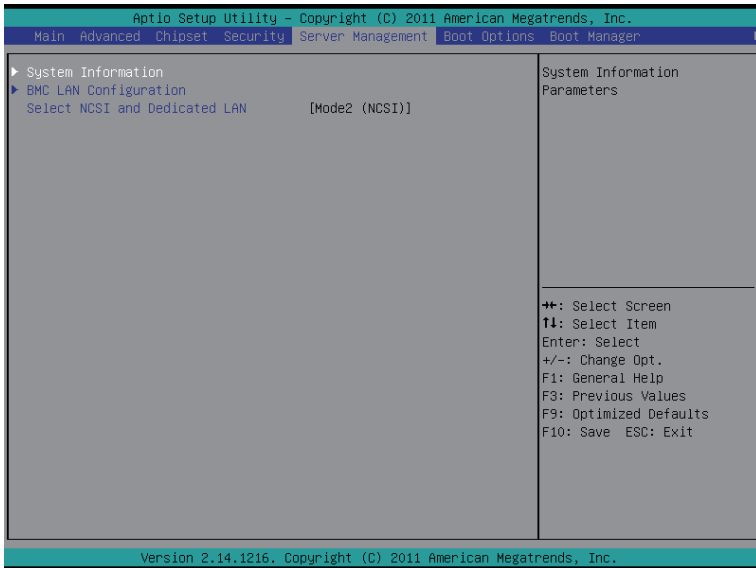 Aptio Setup Utility – Copyright (C) 2011 American Megatrends, Inc.
Main Advanced Chipset Security Server Management Boot Options Boot Manager
▶ System Information
▶ BMC LAN Configuration
Select NCSI and Dedicated LAN [Mode2 (NCSI)]
System Information
Parameters
→←: Select Screen
↑↓: Select Item
Enter: Select
+/-: Change Opt.
F1: General Help
F3: Previous Values
F9: Optimized Defaults
F10: Save ESC: Exit
Version 2.14.1216. Copyright (C) 2011 American Megatrends, Inc.